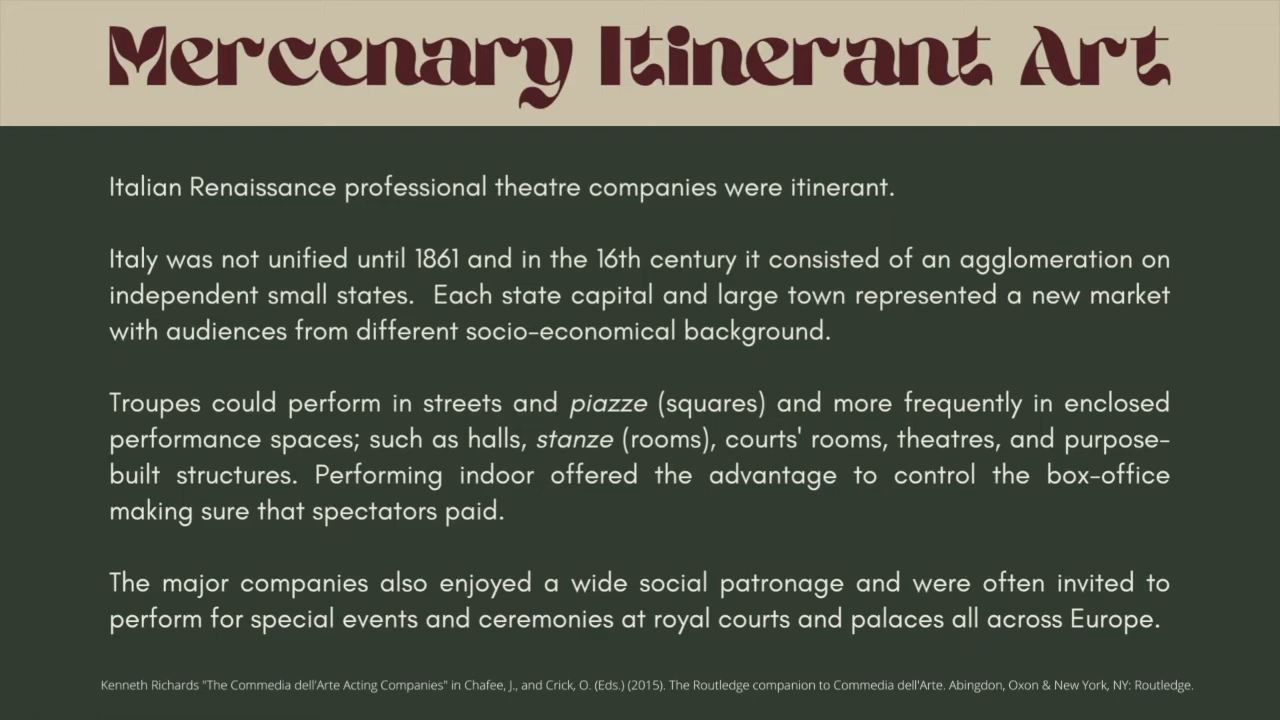 Mercenary Itinerant Art
Italian Renaissance professional theatre companies were itinerant.
Italy was not unified until 1861 and in the 16th century it consisted of an agglomeration on
independent small states.  Each state capital and large town represented a new market
with audiences from different socio-economical background.
Troupes could perform in streets and piazze (squares) and more frequently in enclosed
performance spaces; such as halls, stanze (rooms), courts' rooms, theatres, and purpose-
built structures. Performing indoor offered the advantage to control the box-office
making sure that spectators paid.
The major companies also enjoyed a wide social patronage and were often invited to
perform for special events and ceremonies at royal courts and palaces all across Europe.
Kenneth Richards "The Commedia dell'Arte Acting Companies" in Chafee, J., and Crick, O. (Eds.) (2015). The Routledge companion to Commedia dell'Arte. Abingdon, Oxon & New York, NY: Routledge.